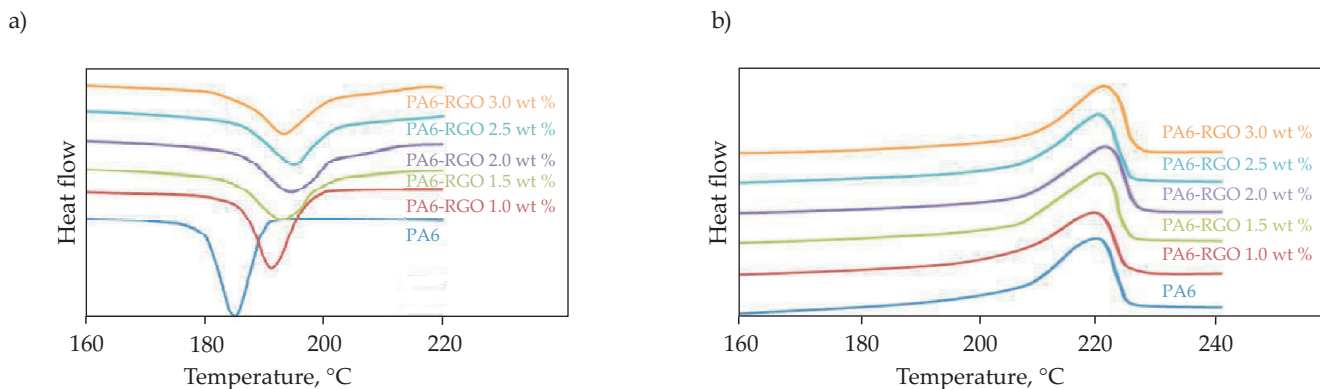 a)
Heat flow
PA6-RGO 3.0 wt %
PA6-RGO 2.5 wt %
PA6-RGO 2.0 wt %
PA6-RGO 1.5 wt %
PA6-RGO 1.0 wt %
PA6
160 180 200 220
Temperature, °C
b)
Heat flow
PA6-RGO 3.0 wt %
PA6-RGO 2.5 wt %
PA6-RGO 2.0 wt %
PA6-RGO 1.5 wt %
PA6-RGO 1.0 wt %
PA6
160 180 200 220 240 260
Temperature, °C